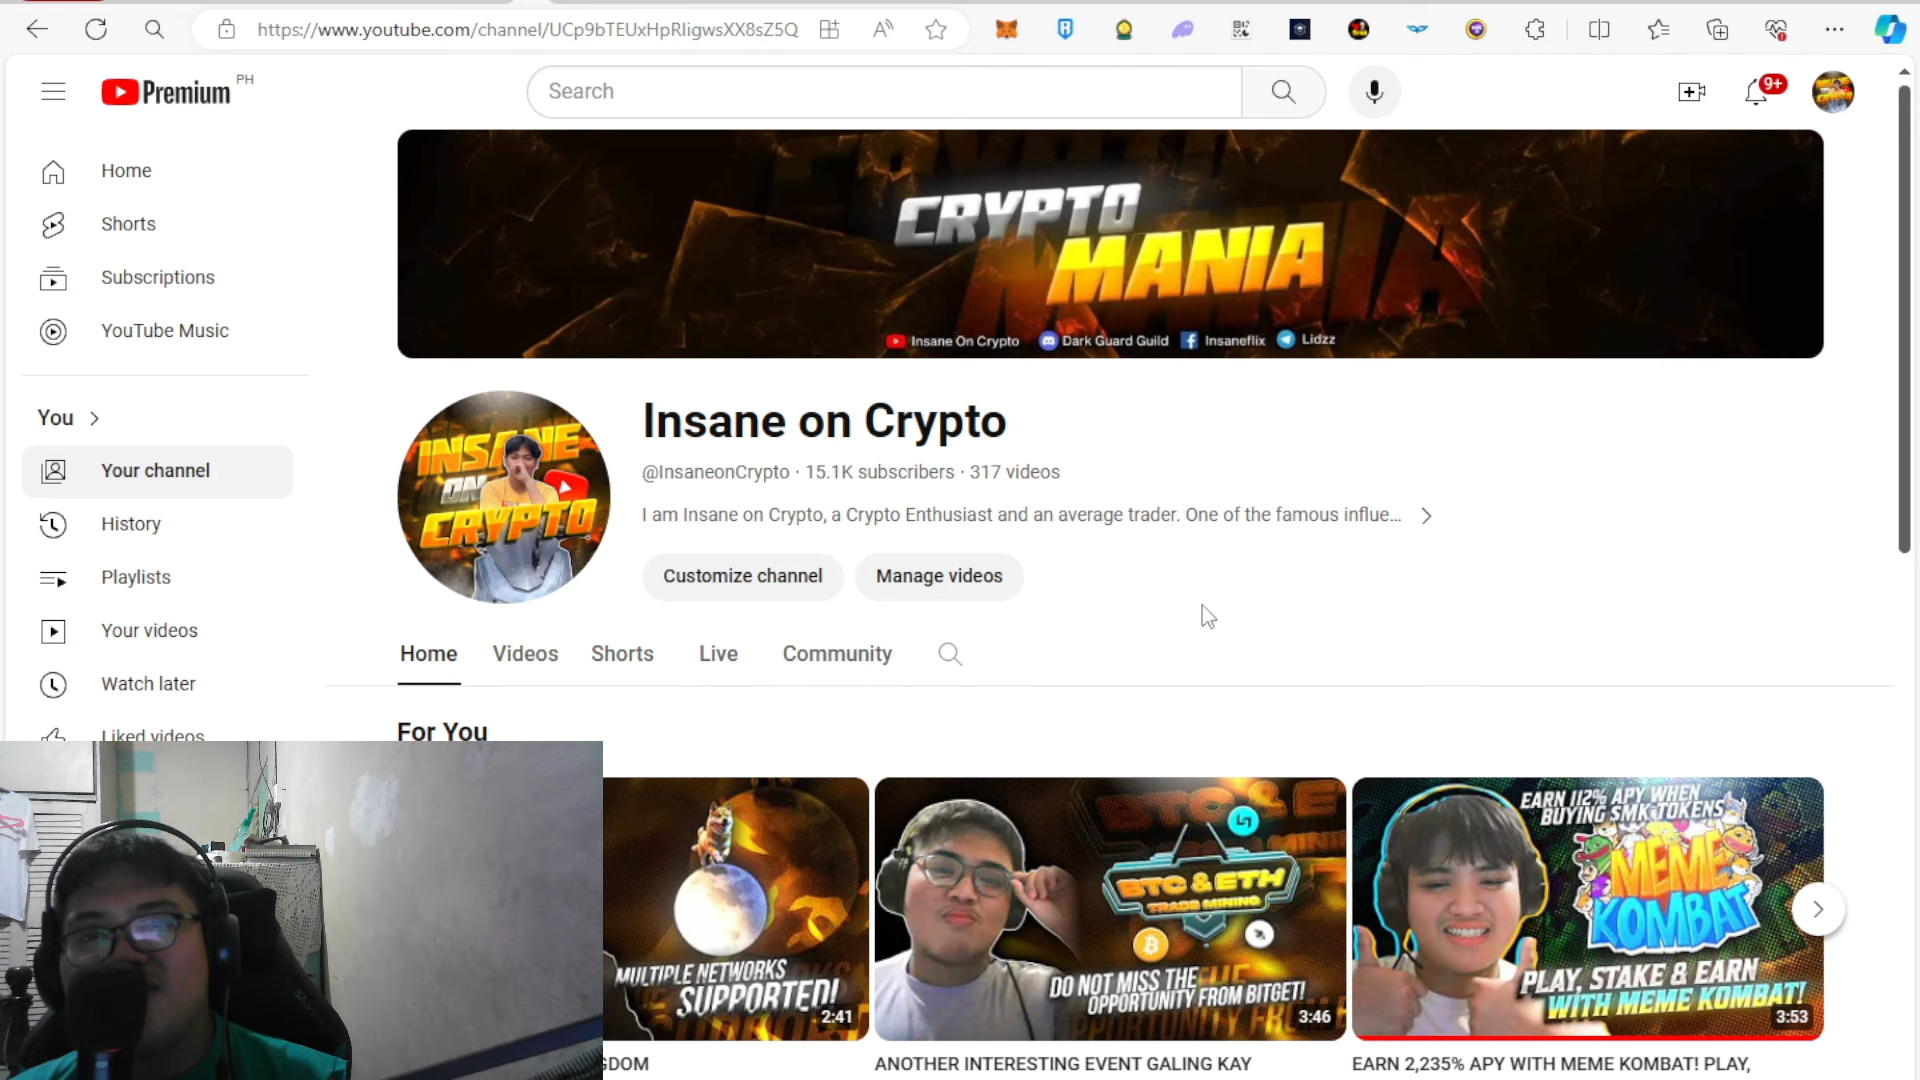 https://www.youtube.com/channel/UCp9bTEUxHpRIigwsXX8sZ5Q
Premium PH
Search
9+
Home
Shorts
Subscriptions
YouTube Music
You
Your channel
History
Playlists
Your videos
Watch later
Liked videos
CRYPTO
MANIA
Insane On Crypto
Dark Guard Guild
Insaneflix
Lidzz
INSANE
ON
CRYPTO
Insane on Crypto
@InsaneonCrypto · 15.1K subscribers · 317 videos
I am Insane on Crypto, a Crypto Enthusiast and an average trader. One of the famous influe...
Customize channel
Manage videos
Home
Videos
Shorts
Live
Community
For You
MULTIPLE NETWORKS
SUPPORTED!
2:41
GDOM
BTC & ETH
TRADE MINING
DO NOT MISS THE
OPPORTUNITY FROM BITGET!
3:46
ANOTHER INTERESTING EVENT GALING KAY
EARN 112% APY WHEN
BUYING $MK TOKENS
MEME
KOMBAT
PLAY, STAKE & EARN
WITH MEME KOMBAT!
3:53
EARN 2,235% APY WITH MEME KOMBAT! PLAY,